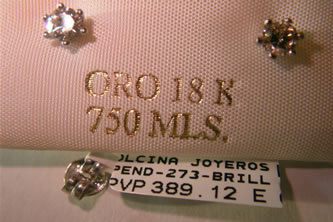 ORO 18 K
750 MLS.
OLCINA JOYEROS
PEND-273-BRILL
PVP 389.12 E